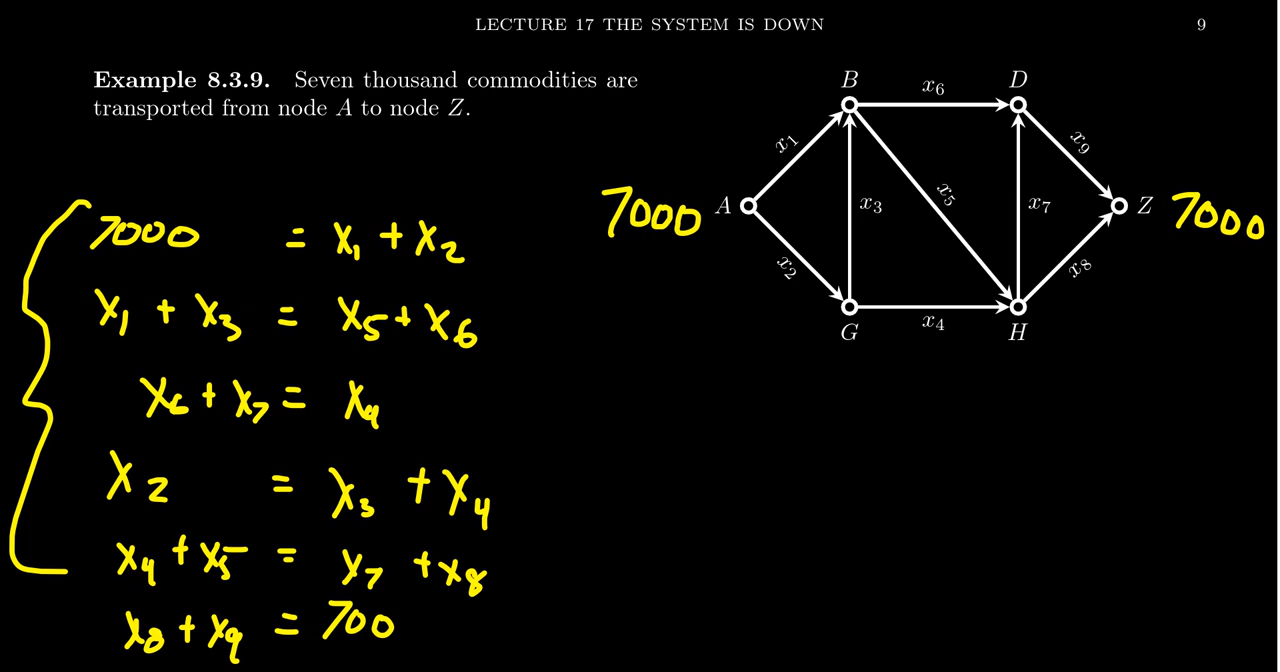 LECTURE 17 THE SYSTEM IS DOWN 9
Example 8.3.9. Seven thousand commodities are
transported from node A to node Z.
7000 = x₁ + x₂
x₁ + x₃ = x₅ + x₆
x₆ + x₇ = x₉
x₂ = x₃ + x₄
x₄ + x₅ = x₇ + x₈
x₈ + x₉ = 700
B x₆ D
x₁ x₉
7000 A x₃ x₅ x₇ Z 7000
x₂ x₈
x₄
G H